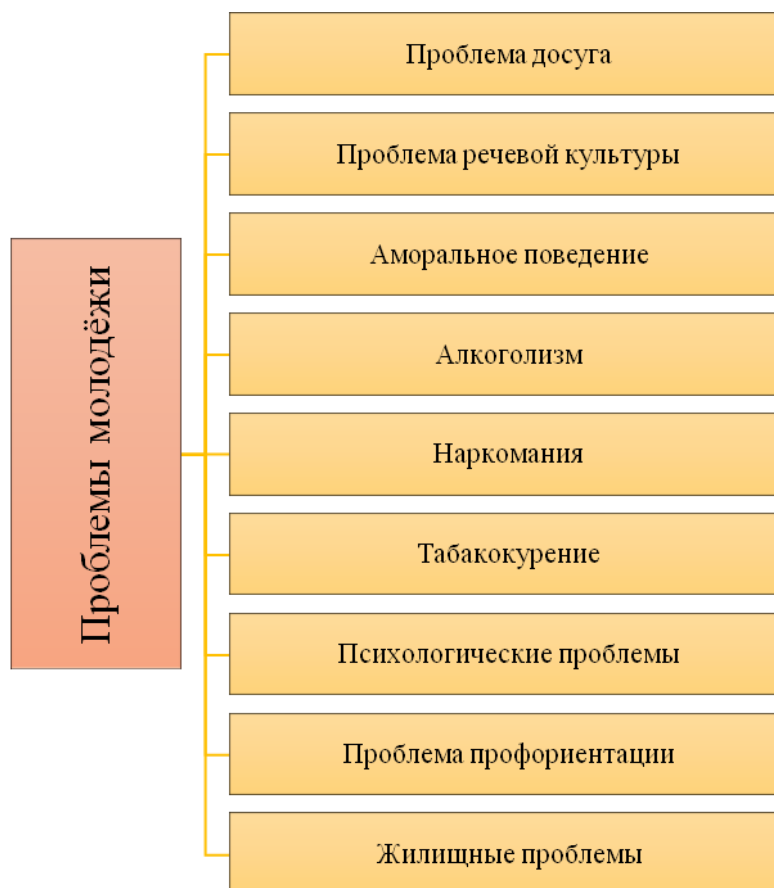 Проблемы молодёжи
Проблема досуга
Проблема речевой культуры
Аморальное поведение
Алкоголизм
Наркомания
Табакокурение
Психологические проблемы
Проблема профориентации
Жилищные проблемы